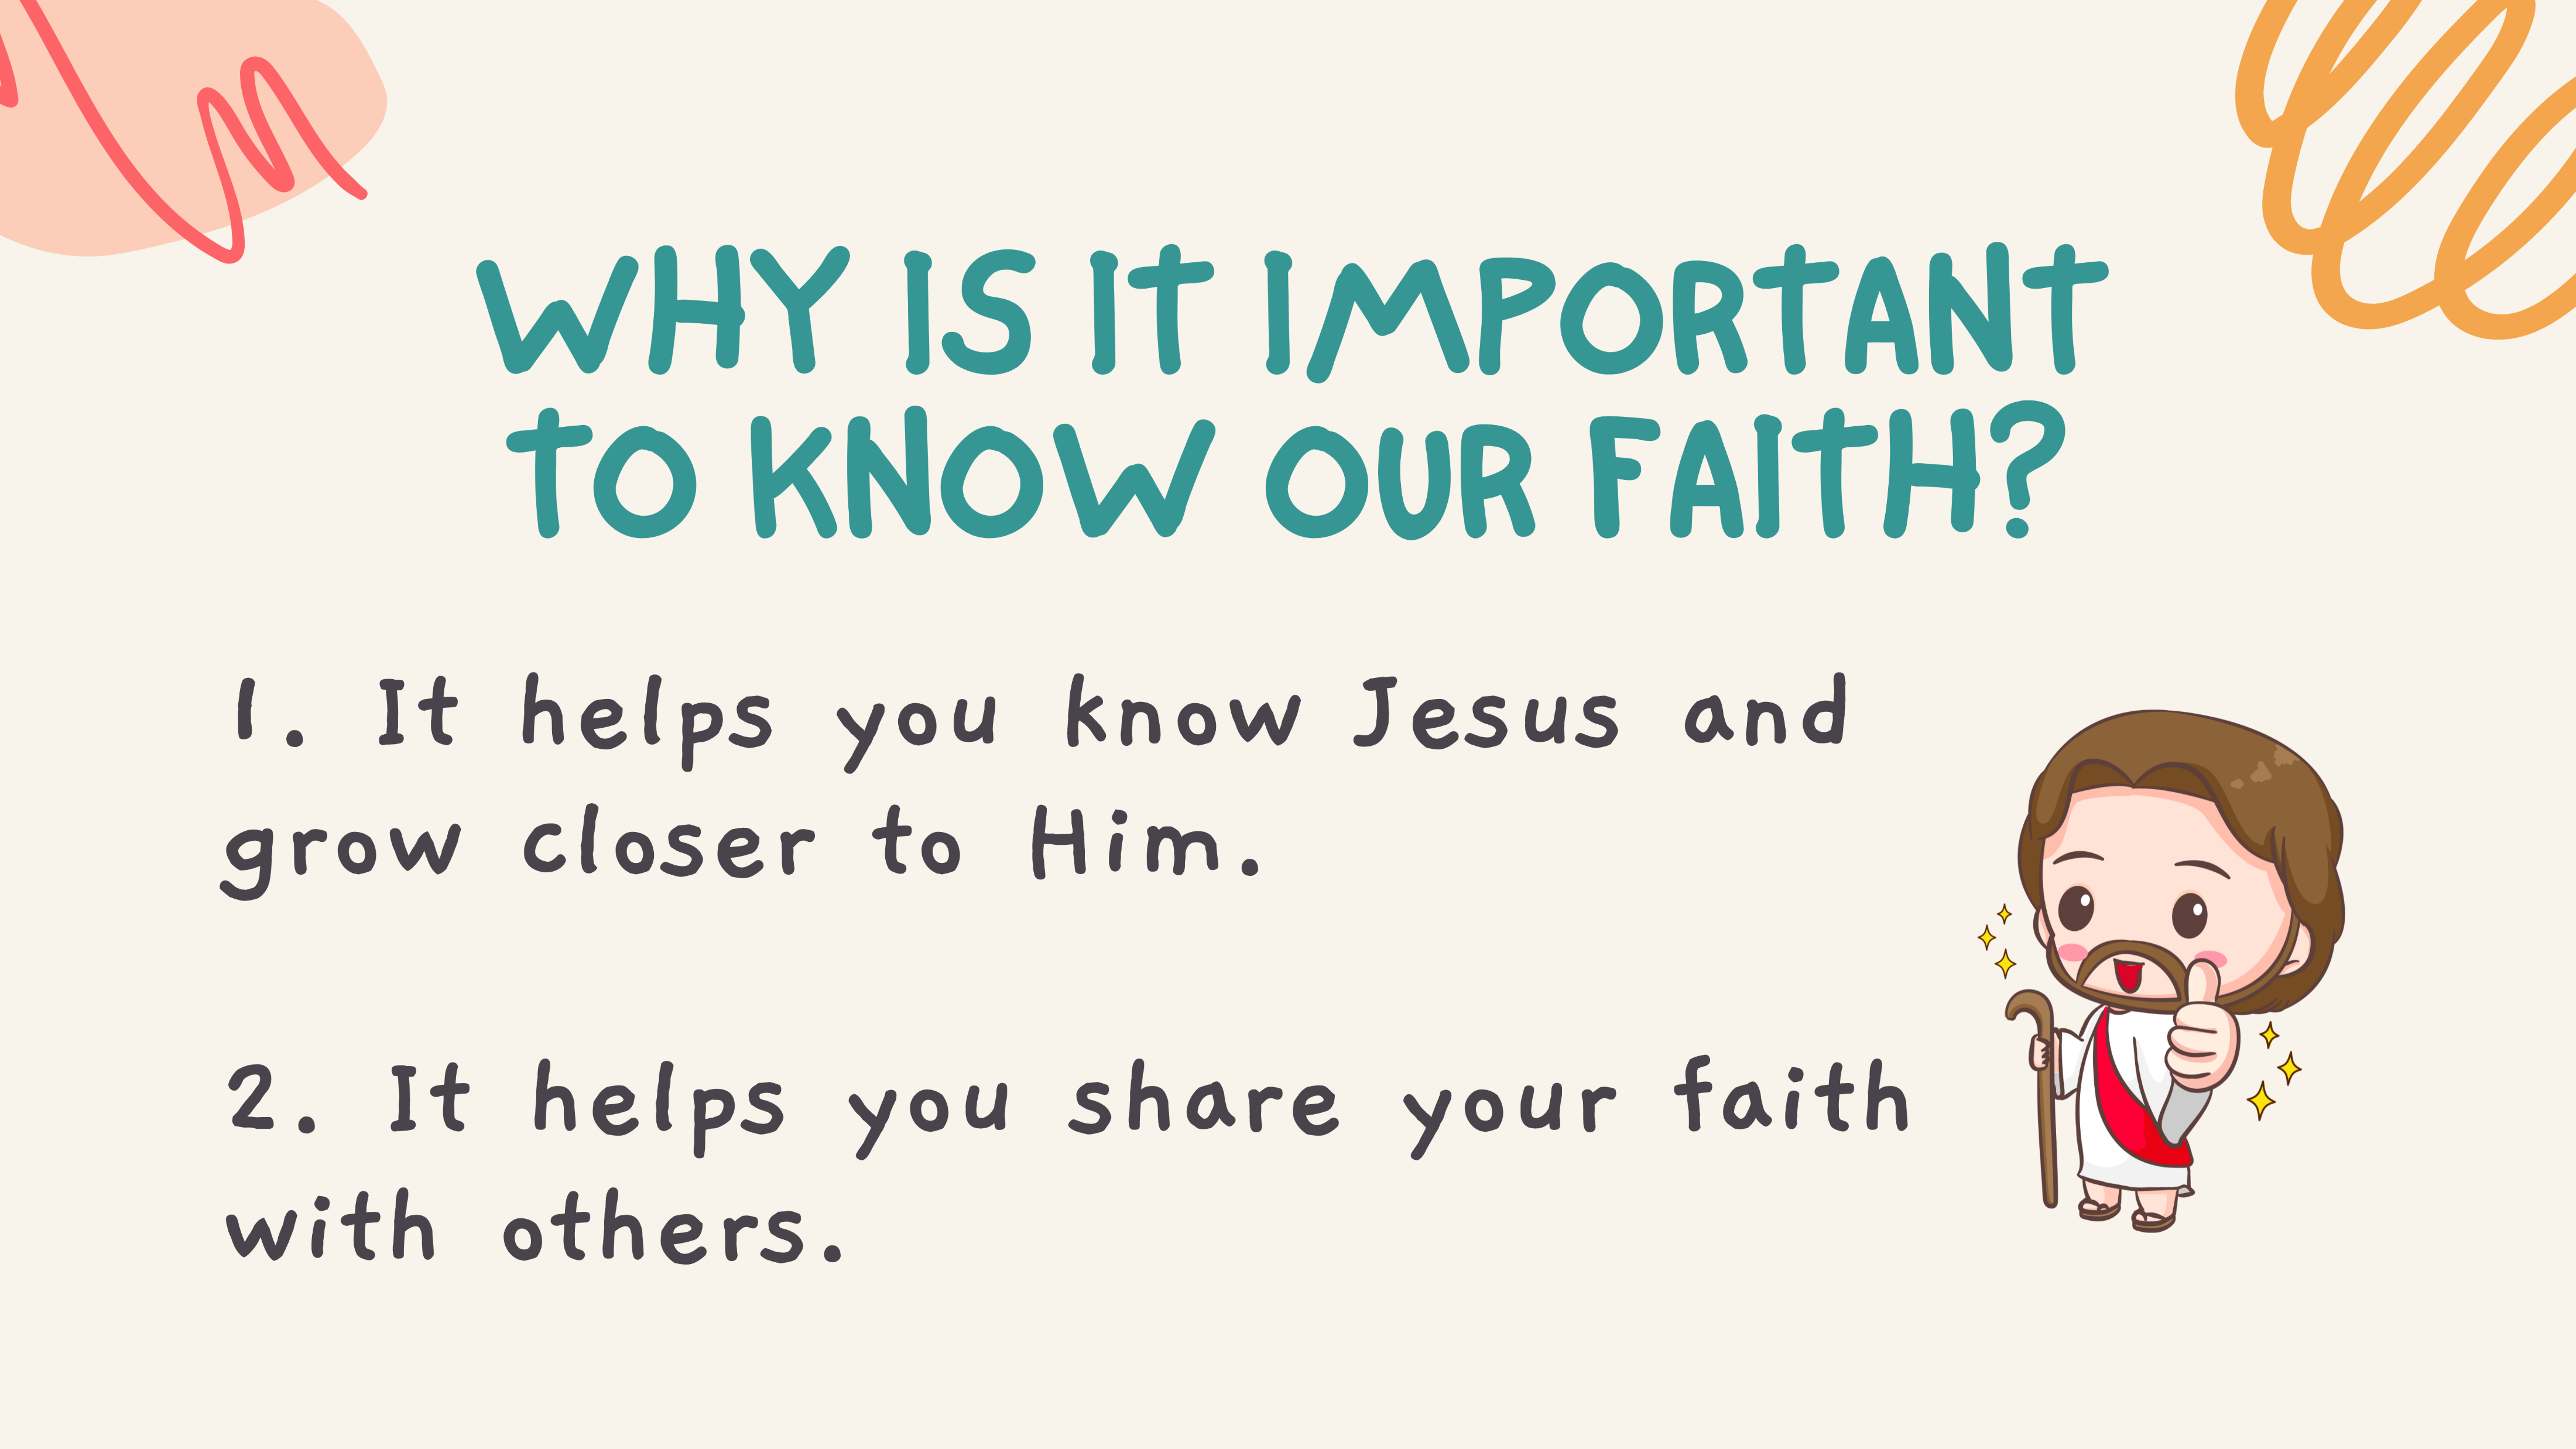 WHY IS IT IMPORTANT
TO KNOW OUR FAITH?
1. It helps you know Jesus and
grow closer to Him.
2. It helps you share your faith
with others.